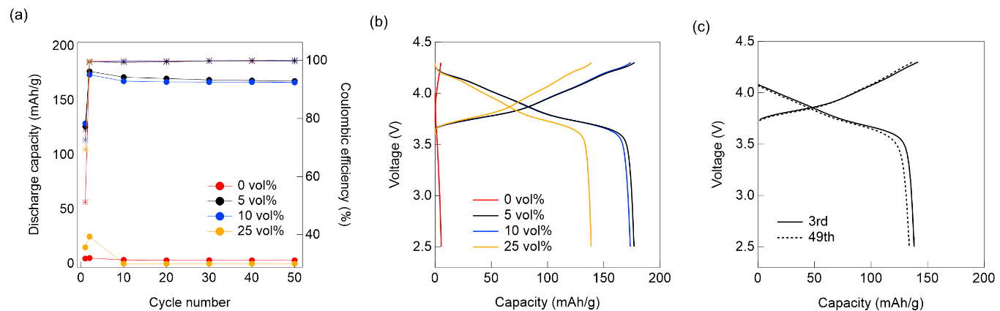 (a)
200
150
100
50
0
Discharge capacity (mAh/g)
0 10 20 30 40 50
Cycle number
100
80
60
40
Coulombic efficiency (%)
0 vol%
5 vol%
10 vol%
25 vol%
(b)
4.5
4.0
3.5
3.0
2.5
Voltage (V)
0 50 100 150 200
Capacity (mAh/g)
0 vol%
5 vol%
10 vol%
25 vol%
(c)
4.5
4.0
3.5
3.0
2.5
Voltage (V)
0 50 100 150 200
Capacity (mAh/g)
3rd
49th